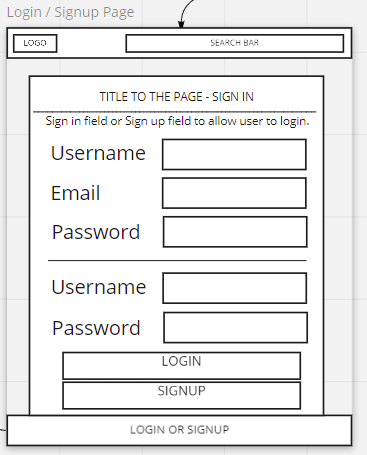 Login / Signup Page
LOGO
SEARCH BAR
TITLE TO THE PAGE - SIGN IN
Sign in field or Sign up field to allow user to login.
Username
Email
Password
Username
Password
LOGIN
SIGNUP
LOGIN OR SIGNUP